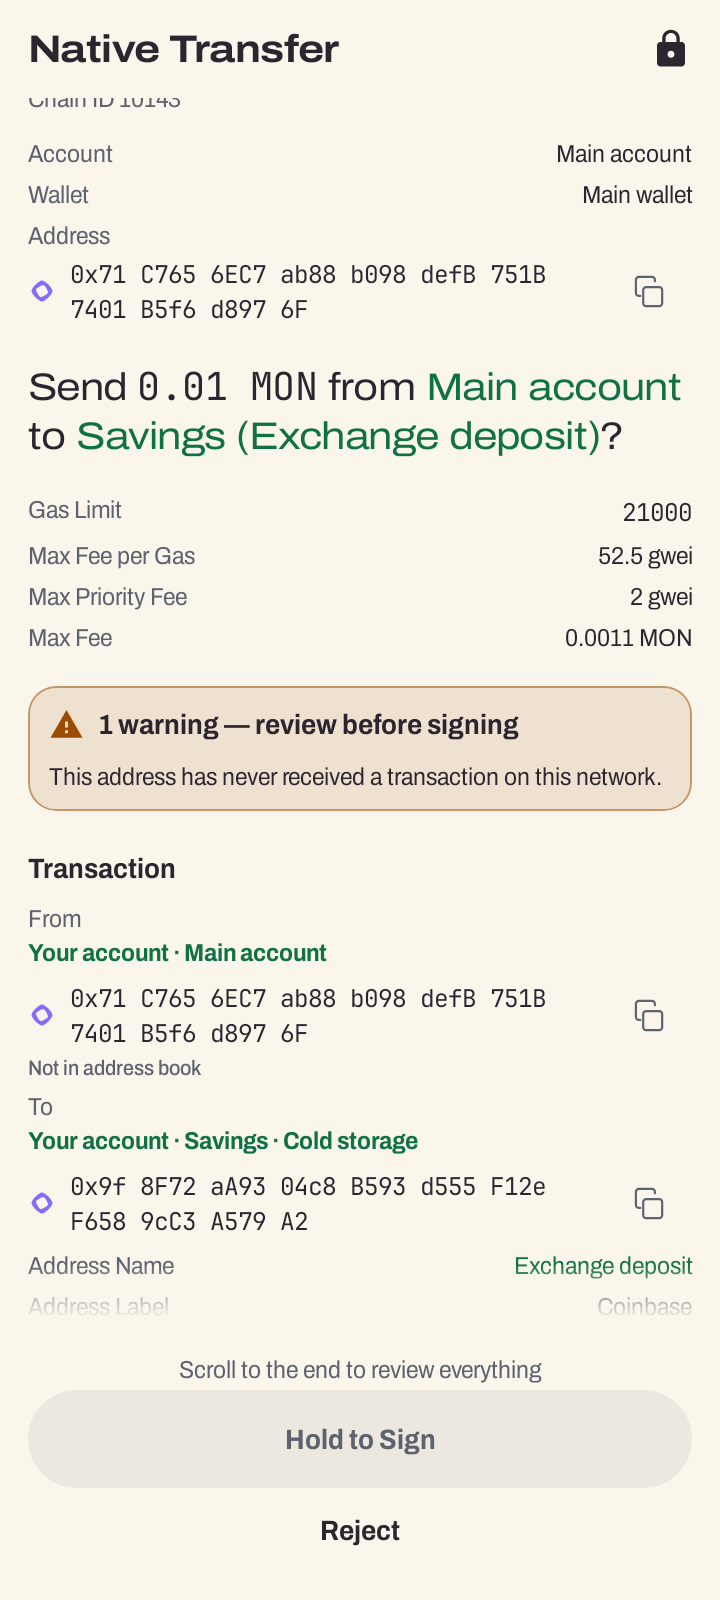 Native Transfer
Chain ID 10143
Account Main account
Wallet Main wallet
Address
0x71 C765 6EC7 ab88 b098 defB 751B
7401 B5f6 d897 6F
Send 0.01 MON from Main account
to Savings (Exchange deposit)?
Gas Limit 21000
Max Fee per Gas 52.5 gwei
Max Priority Fee 2 gwei
Max Fee 0.0011 MON
1 warning — review before signing
This address has never received a transaction on this network.
Transaction
From
Your account · Main account
0x71 C765 6EC7 ab88 b098 defB 751B
7401 B5f6 d897 6F
Not in address book
To
Your account · Savings · Cold storage
0x9f 8F72 aA93 04c8 B593 d555 F12e
F658 9cC3 A579 A2
Address Name Exchange deposit
Address Label Coinbase
Scroll to the end to review everything
Hold to Sign
Reject